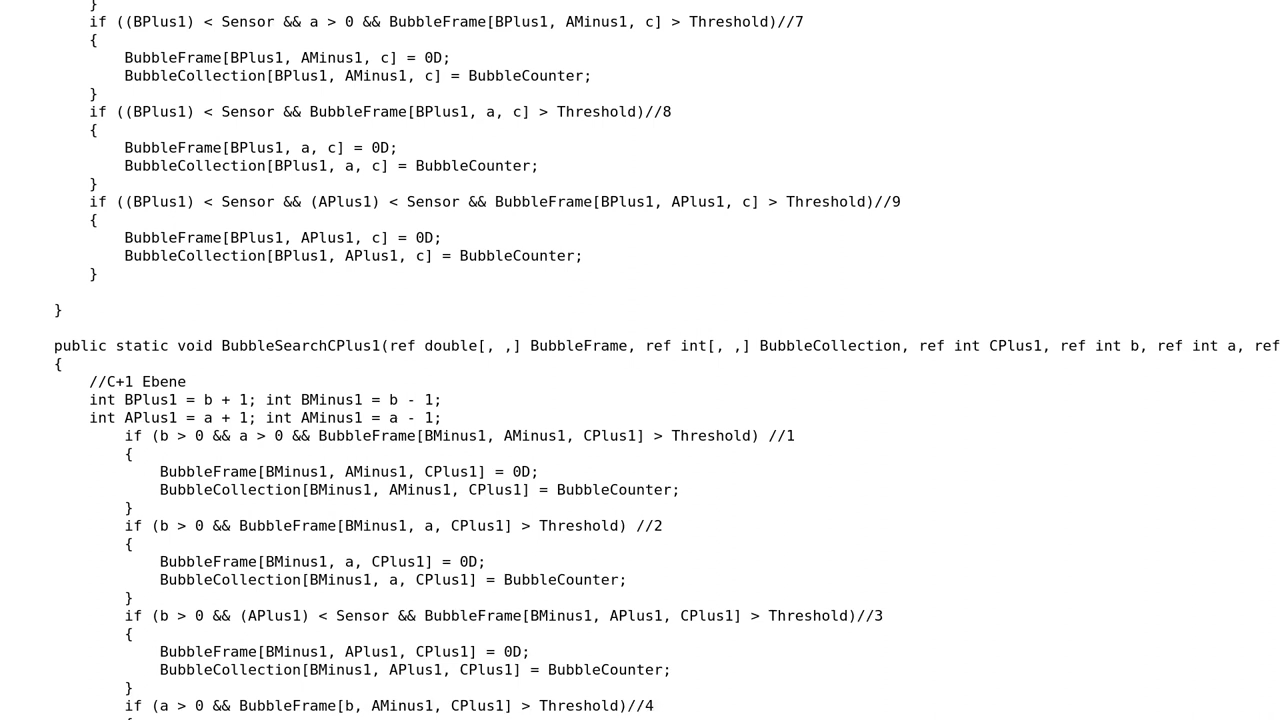 }
        if ((BPlus1) < Sensor && a > 0 && BubbleFrame[BPlus1, AMinus1, c] > Threshold)//7
        {
            BubbleFrame[BPlus1, AMinus1, c] = 0D;
            BubbleCollection[BPlus1, AMinus1, c] = BubbleCounter;
        }
        if ((BPlus1) < Sensor && BubbleFrame[BPlus1, a, c] > Threshold)//8
        {
            BubbleFrame[BPlus1, a, c] = 0D;
            BubbleCollection[BPlus1, a, c] = BubbleCounter;
        }
        if ((BPlus1) < Sensor && (APlus1) < Sensor && BubbleFrame[BPlus1, APlus1, c] > Threshold)//9
        {
            BubbleFrame[BPlus1, APlus1, c] = 0D;
            BubbleCollection[BPlus1, APlus1, c] = BubbleCounter;
        }

    }

    public static void BubbleSearchCPlus1(ref double[, ,] BubbleFrame, ref int[, ,] BubbleCollection, ref int CPlus1, ref int b, ref int a, ref
    {
        //C+1 Ebene
        int BPlus1 = b + 1; int BMinus1 = b - 1;
        int APlus1 = a + 1; int AMinus1 = a - 1;
            if (b > 0 && a > 0 && BubbleFrame[BMinus1, AMinus1, CPlus1] > Threshold) //1
            {
                BubbleFrame[BMinus1, AMinus1, CPlus1] = 0D;
                BubbleCollection[BMinus1, AMinus1, CPlus1] = BubbleCounter;
            }
            if (b > 0 && BubbleFrame[BMinus1, a, CPlus1] > Threshold) //2
            {
                BubbleFrame[BMinus1, a, CPlus1] = 0D;
                BubbleCollection[BMinus1, a, CPlus1] = BubbleCounter;
            }
            if (b > 0 && (APlus1) < Sensor && BubbleFrame[BMinus1, APlus1, CPlus1] > Threshold)//3
            {
                BubbleFrame[BMinus1, APlus1, CPlus1] = 0D;
                BubbleCollection[BMinus1, APlus1, CPlus1] = BubbleCounter;
            }
            if (a > 0 && BubbleFrame[b, AMinus1, CPlus1] > Threshold)//4
            {